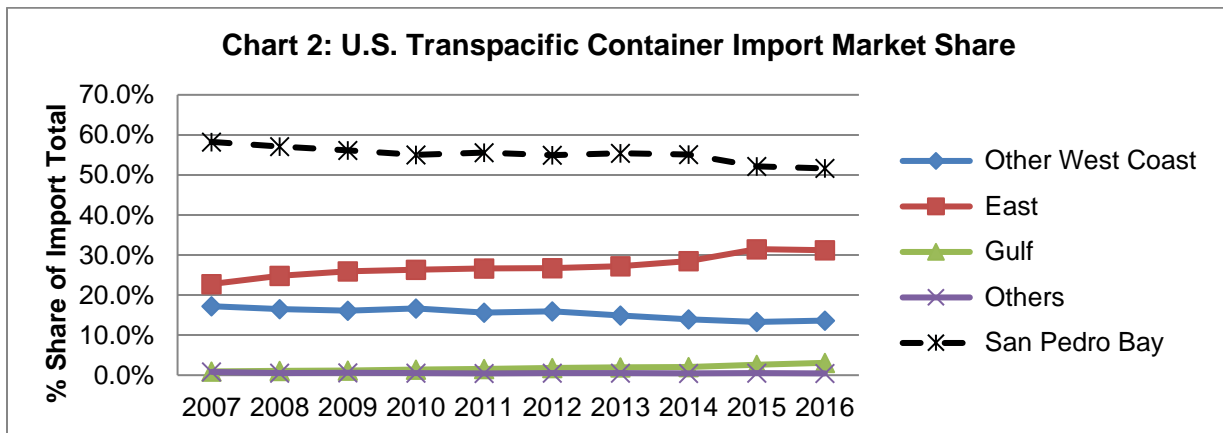 Chart 2: U.S. Transpacific Container Import Market Share
% Share of Import Total
70.0%
60.0%
50.0%
40.0%
30.0%
20.0%
10.0%
0.0%
2007 2008 2009 2010 2011 2012 2013 2014 2015 2016
Other West Coast
East
Gulf
Others
San Pedro Bay